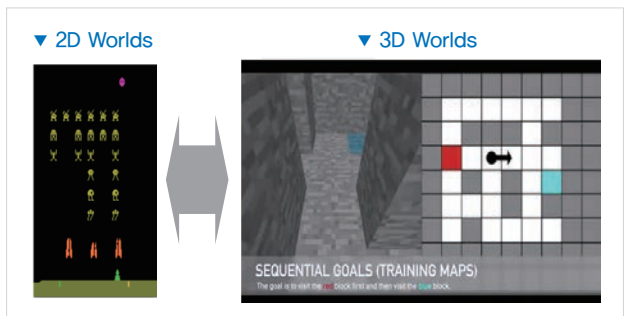 ▼ 2D Worlds
▼ 3D Worlds
SEQUENTIAL GOALS (TRAINING MAPS)
The goal is to visit the red block first and then visit the blue block.